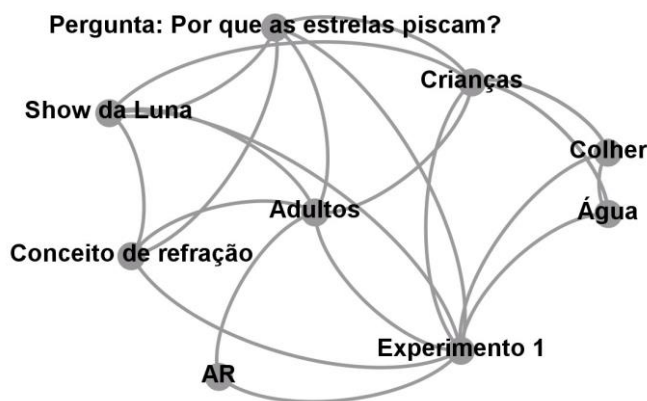 Pergunta: Por que as estrelas piscam?
Crianças
Show da Luna
Colher
Adultos
Água
Conceito de refração
Experimento 1
AR